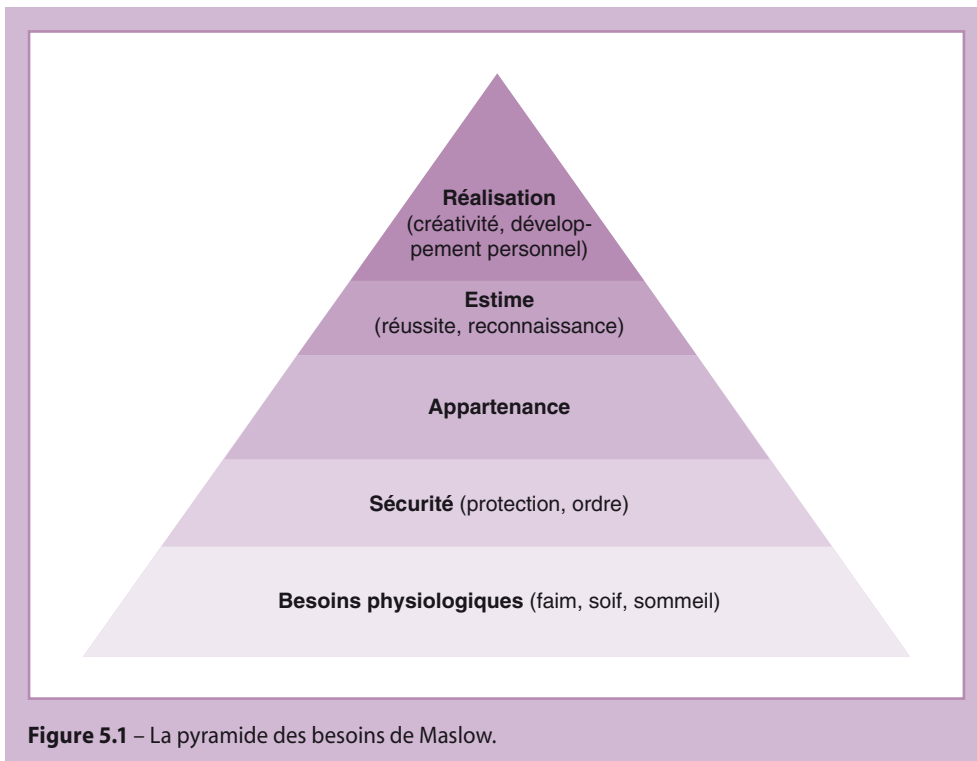 Réalisation
(créativité, dévelop-
pement personnel)
Estime
(réussite, reconnaissance)
Appartenance
Sécurité (protection, ordre)
Besoins physiologiques (faim, soif, sommeil)
Figure 5.1 – La pyramide des besoins de Maslow.